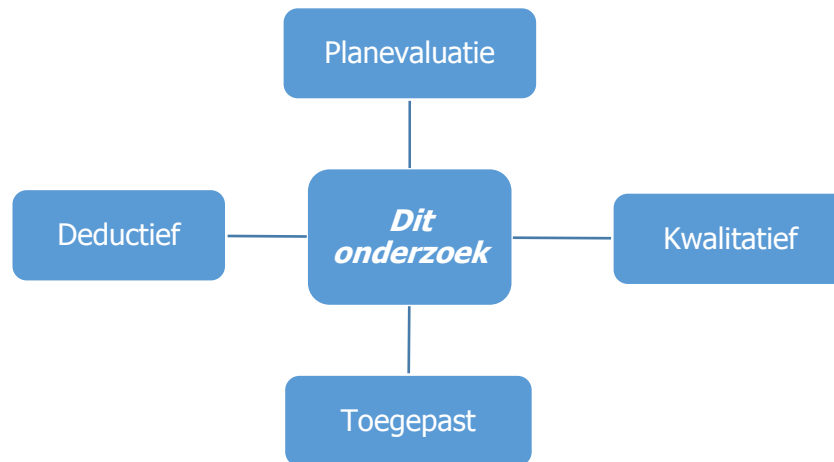 Planevaluatie
Deductief
Dit
onderzoek
Kwalitatief
Toegepast